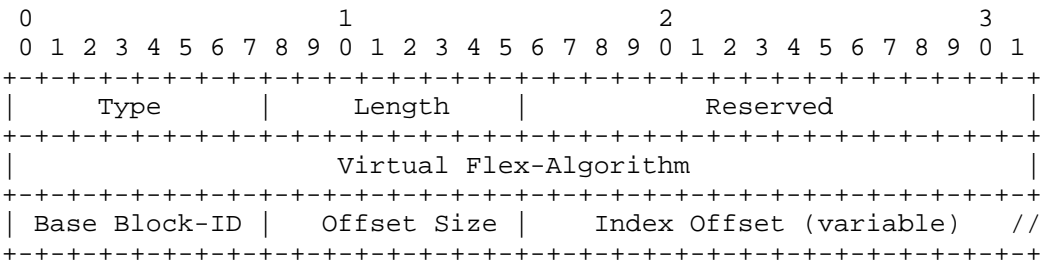 0                   1                   2                   3
 0 1 2 3 4 5 6 7 8 9 0 1 2 3 4 5 6 7 8 9 0 1 2 3 4 5 6 7 8 9 0 1
+-+-+-+-+-+-+-+-+-+-+-+-+-+-+-+-+-+-+-+-+-+-+-+-+-+-+-+-+-+-+-+-+
|     Type      |     Length    |           Reserved            |
+-+-+-+-+-+-+-+-+-+-+-+-+-+-+-+-+-+-+-+-+-+-+-+-+-+-+-+-+-+-+-+-+
|                    Virtual Flex-Algorithm                     |
+-+-+-+-+-+-+-+-+-+-+-+-+-+-+-+-+-+-+-+-+-+-+-+-+-+-+-+-+-+-+-+-+
| Base Block-ID |   Offset Size |    Index Offset (variable)   //
+-+-+-+-+-+-+-+-+-+-+-+-+-+-+-+-+-+-+-+-+-+-+-+-+-+-+-+-+-+-+-+-+